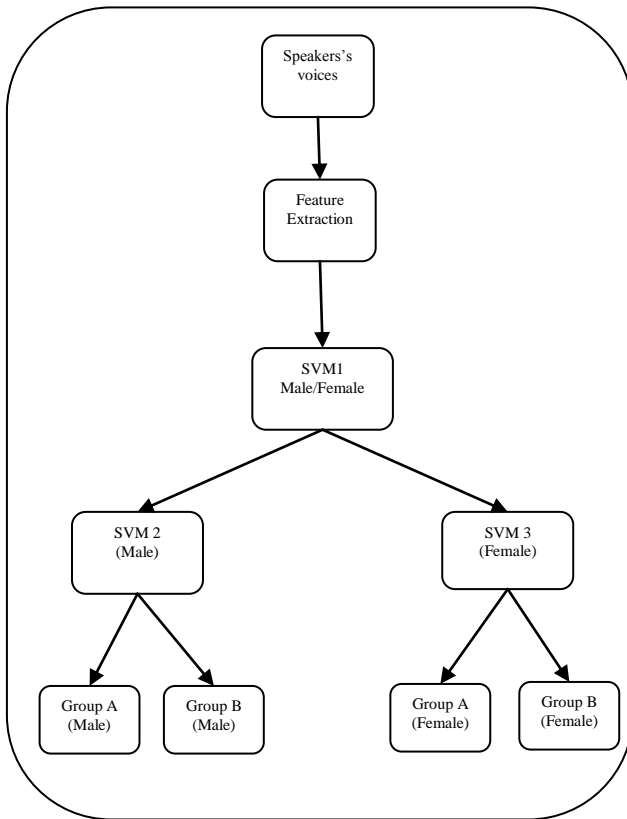 Speakers's
voices
Feature
Extraction
SVM1
Male/Female
SVM 2
(Male)
SVM 3
(Female)
Group A
(Male)
Group B
(Male)
Group A
(Female)
Group B
(Female)